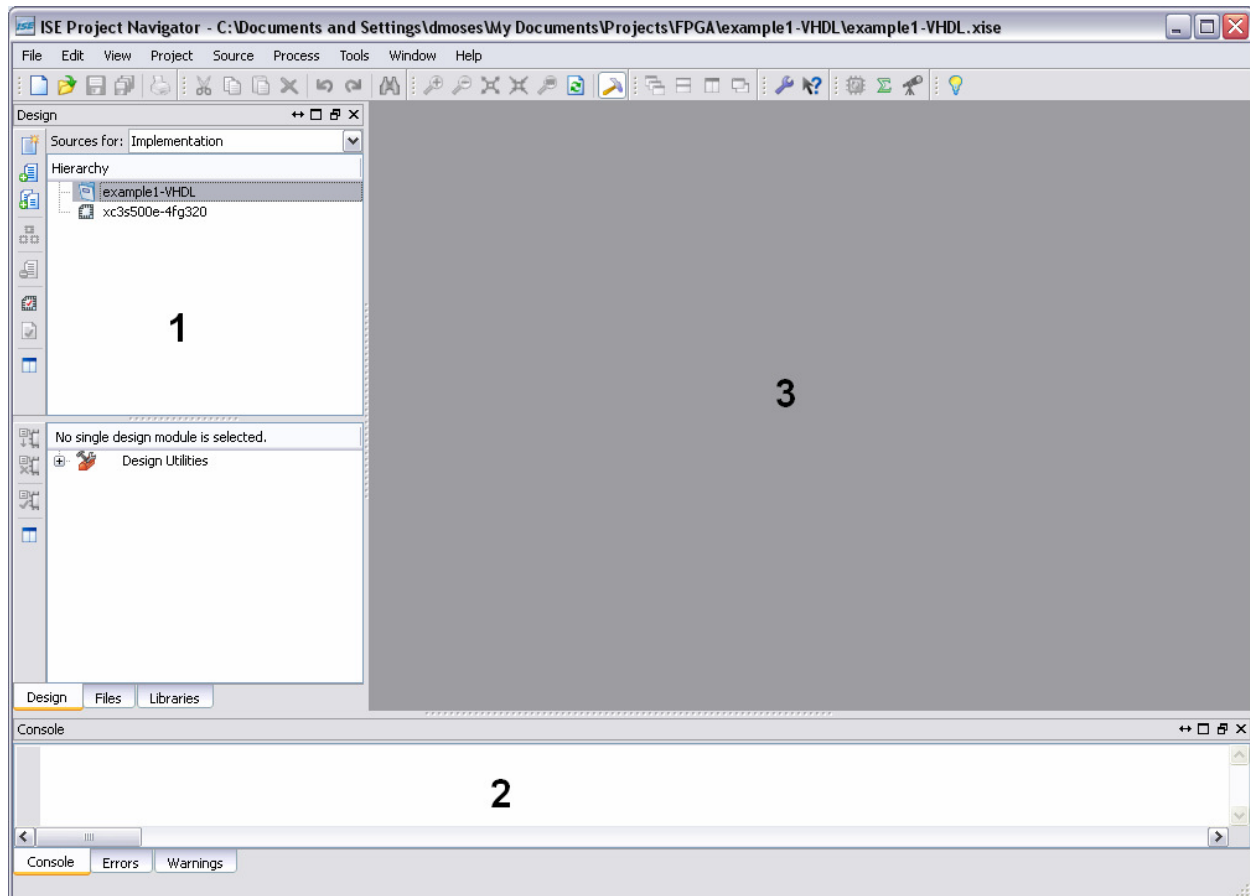 ISE Project Navigator - C:\Documents and Settings\dmoses\My Documents\Projects\FPGA\example1-VHDL\example1-VHDL.xise
File Edit View Project Source Process Tools Window Help
Design
Sources for: Implementation
Hierarchy
example1-VHDL
xc3s500e-4fg320
1
3
No single design module is selected.
Design Utilities
Design Files Libraries
Console
2
Console Errors Warnings